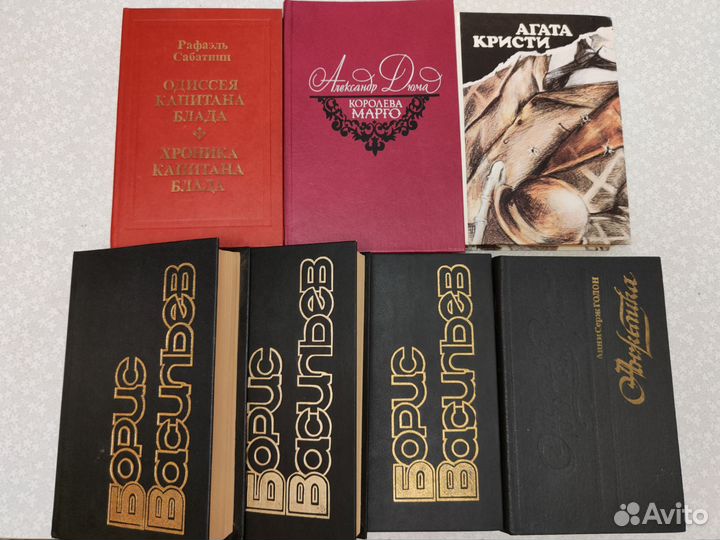 Рафаэль
Сабатини
ОДИССЕЯ
КАПИТАНА
БЛАДА
ХРОНИКА
КАПИТАНА
БЛАДА
Александр Дюма
КОРОЛЕВА
МАРГО
АГАТА
КРИСТИ
Борис
Васильев
Борис
Васильев
Борис
Васильев
Анн и Серж Голон
Анжелика
Avito